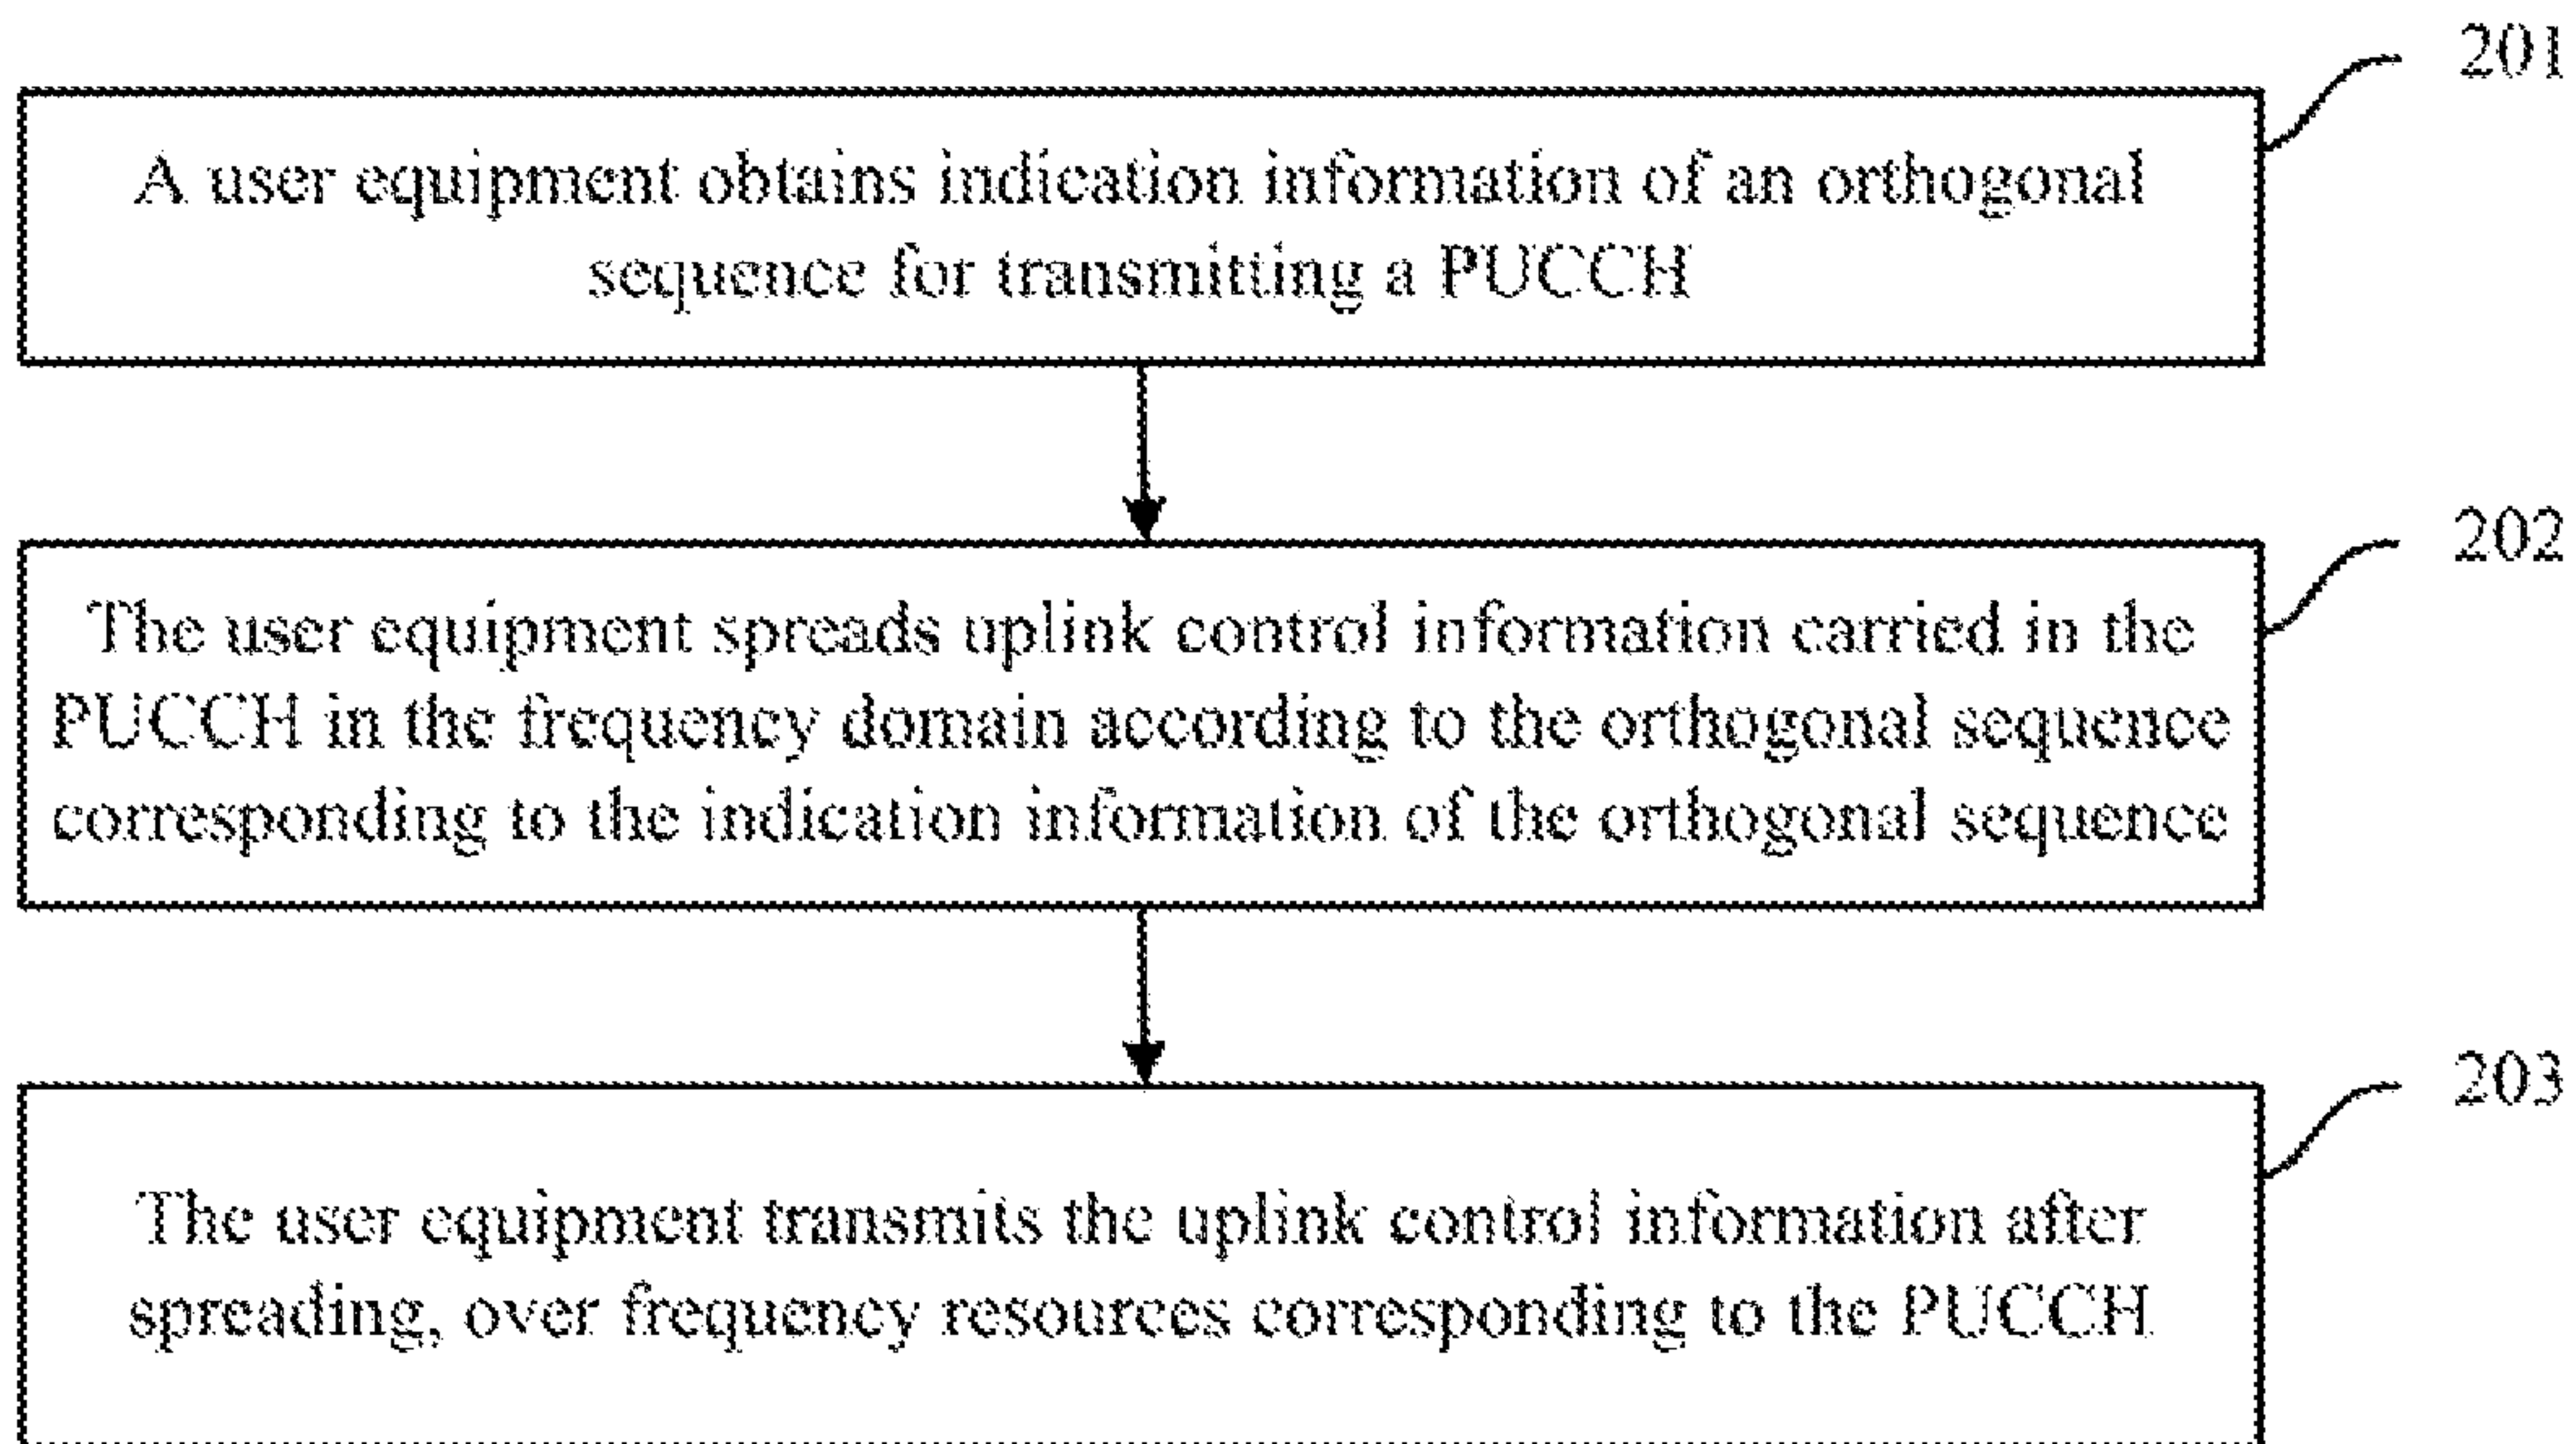 201
A user equipment obtains indication information of an orthogonal
sequence for transmitting a PUCCH
202
The user equipment spreads uplink control information carried in the
PUCCH in the frequency domain according to the orthogonal sequence
corresponding to the indication information of the orthogonal sequence
203
The user equipment transmits the uplink control information after
spreading, over frequency resources corresponding to the PUCCH